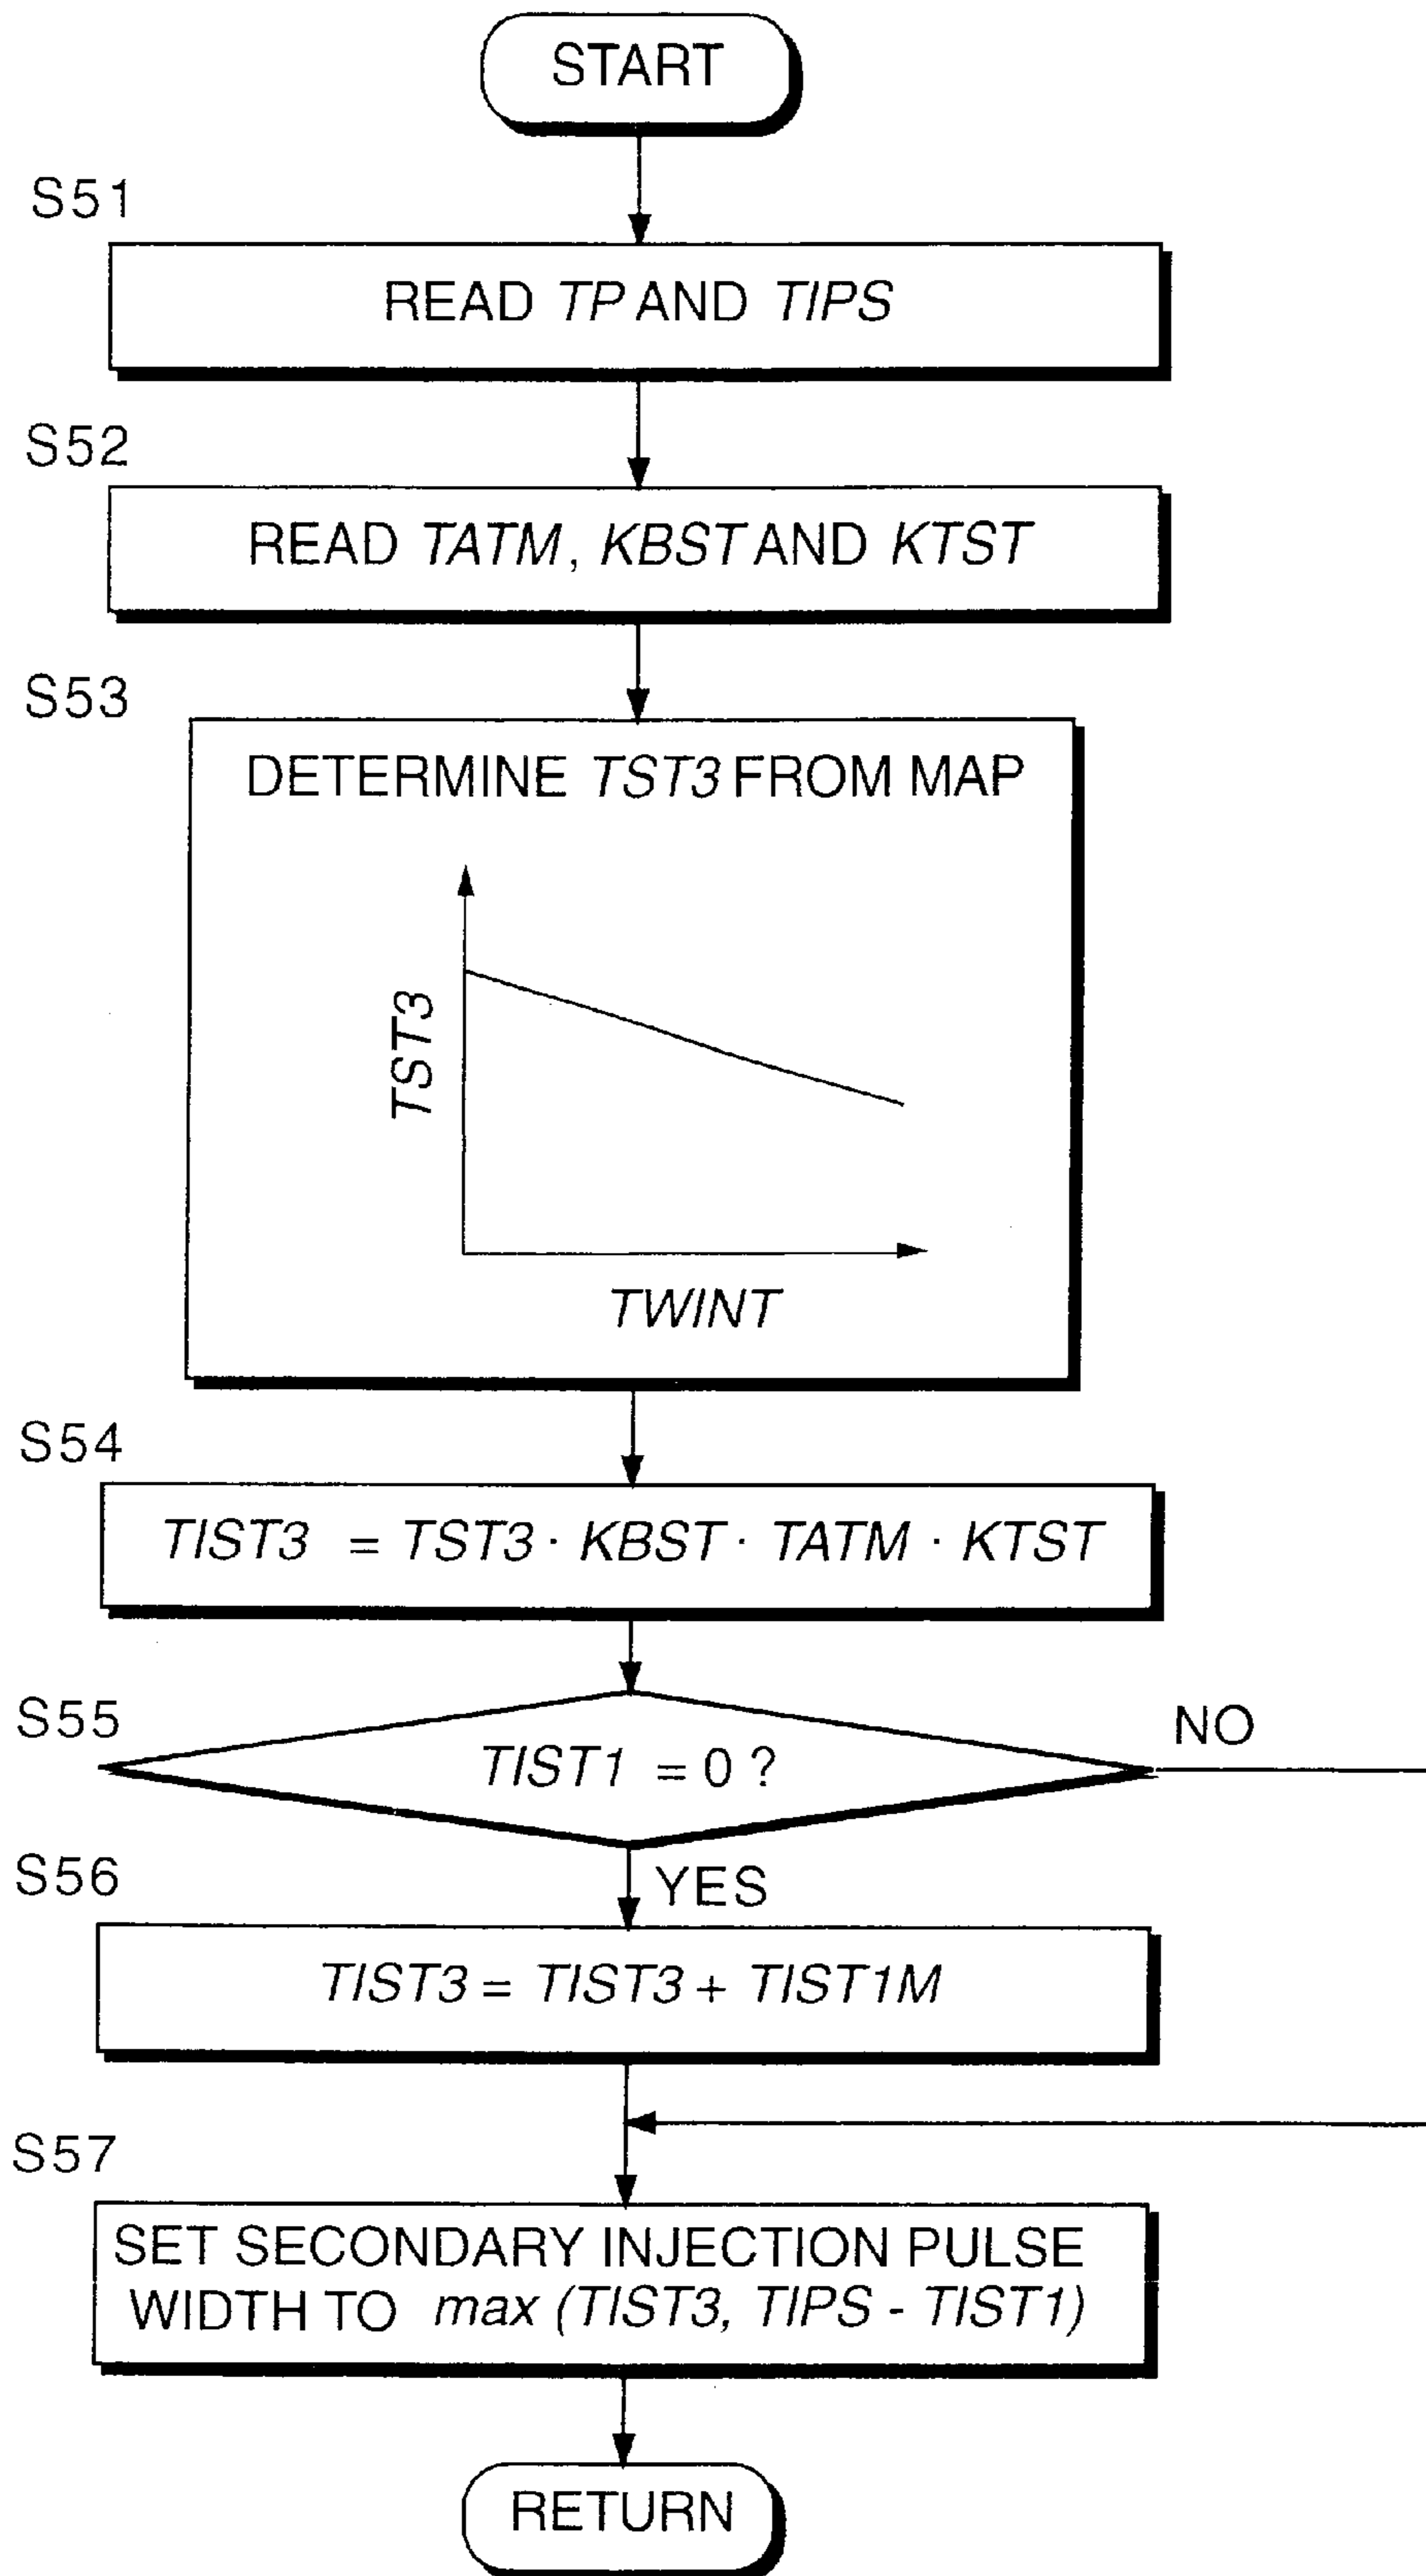 START
S51
READ TP AND TIPS
S52
READ TATM, KBST AND KTST
S53
DETERMINE TST3 FROM MAP
TST3
TWINT
S54
TIST3 = TST3 · KBST · TATM · KTST
S55
TIST1 = 0 ?
NO
YES
S56
TIST3 = TIST3 + TIST1M
S57
SET SECONDARY INJECTION PULSE
WIDTH TO max (TIST3, TIPS - TIST1)
RETURN